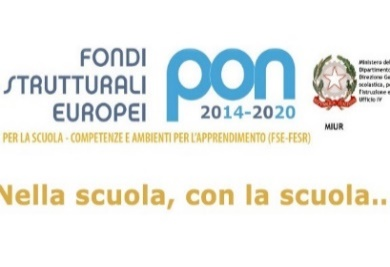 FONDI
STRUTTURALI
EUROPEI
pon
2014-2020
PER LA SCUOLA - COMPETENZE E AMBIENTI PER L'APPRENDIMENTO (FSE-FESR)
MIUR
Nella scuola, con la scuola..